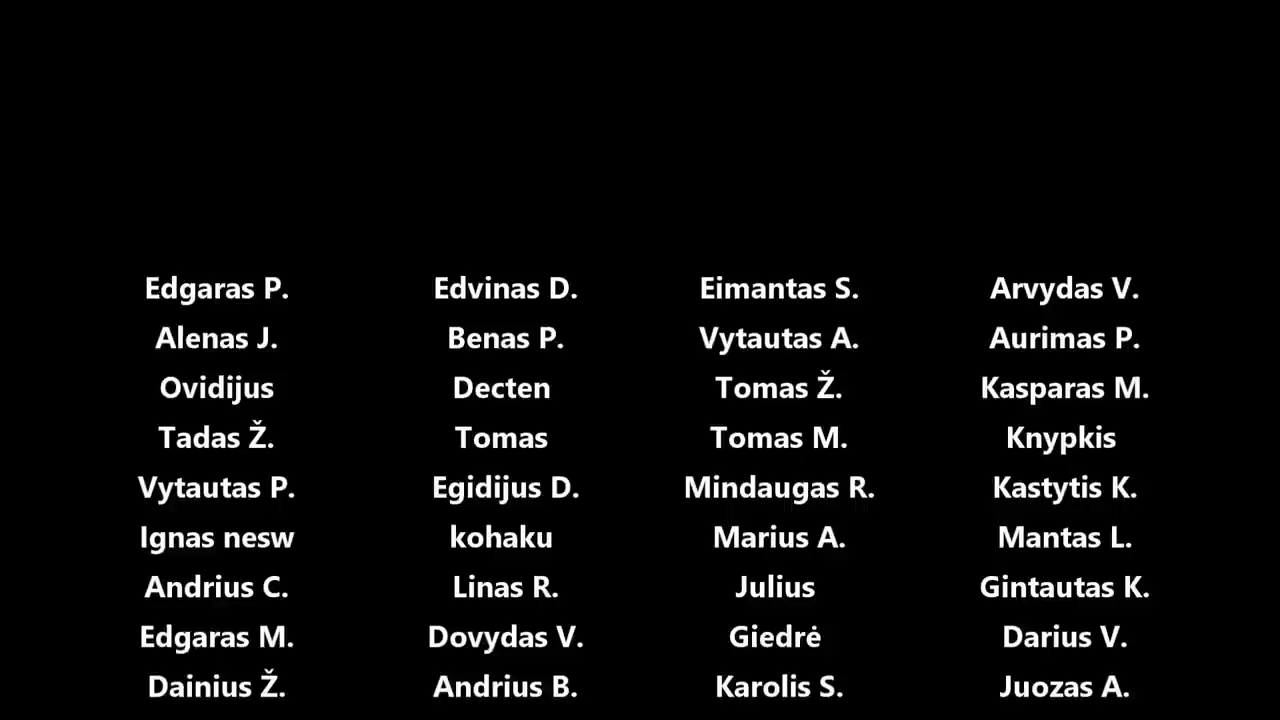 Edgaras P. Edvinas D. Eimantas S. Arvydas V.
Alenas J. Benas P. Vytautas A. Aurimas P.
Ovidijus Decten Tomas Ž. Kasparas M.
Tadas Ž. Tomas Tomas M. Knypkis
Vytautas P. Egidijus D. Mindaugas R. Kastytis K.
Ignas nesw kohaku Marius A. Mantas L.
Andrius C. Linas R. Julius Gintautas K.
Edgaras M. Dovydas V. Giedrė Darius V.
Dainius Ž. Andrius B. Karolis S. Juozas A.